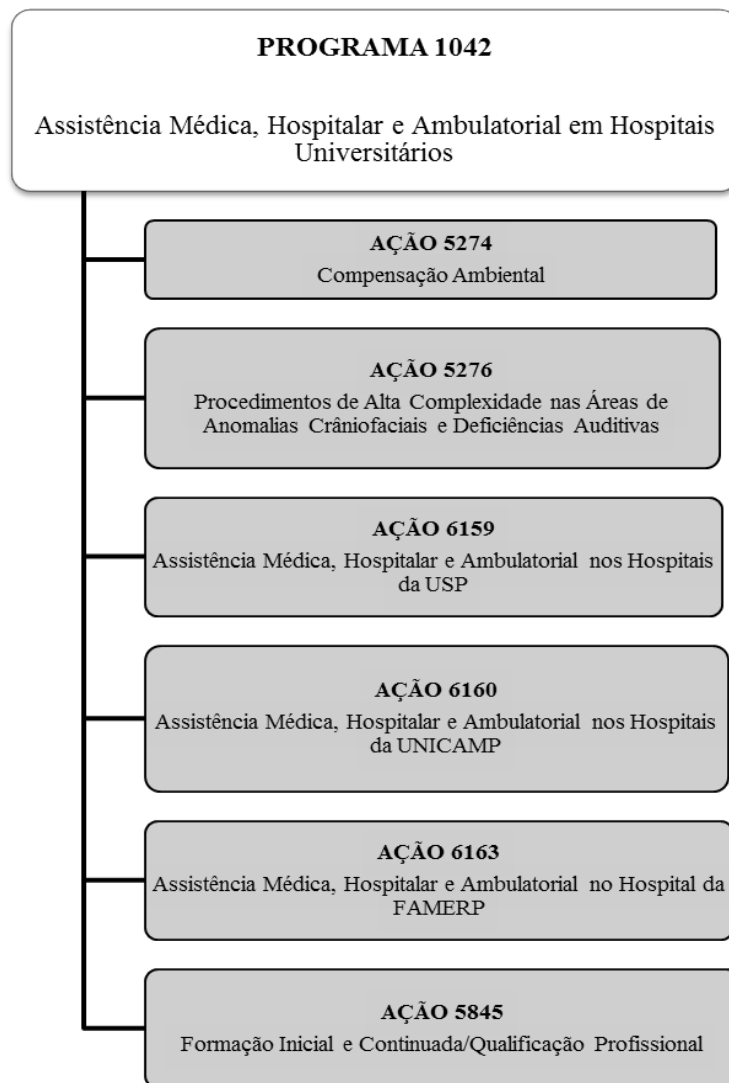 PROGRAMA 1042
Assistência Médica, Hospitalar e Ambulatorial em Hospitais
Universitários
AÇÃO 5274
Compensação Ambiental
AÇÃO 5276
Procedimentos de Alta Complexidade nas Áreas de
Anomalias Crâniofaciais e Deficiências Auditivas
AÇÃO 6159
Assistência Médica, Hospitalar e Ambulatorial nos Hospitais
da USP
AÇÃO 6160
Assistência Médica, Hospitalar e Ambulatorial nos Hospitais
da UNICAMP
AÇÃO 6163
Assistência Médica, Hospitalar e Ambulatorial no Hospital da
FAMERP
AÇÃO 5845
Formação Inicial e Continuada/Qualificação Profissional